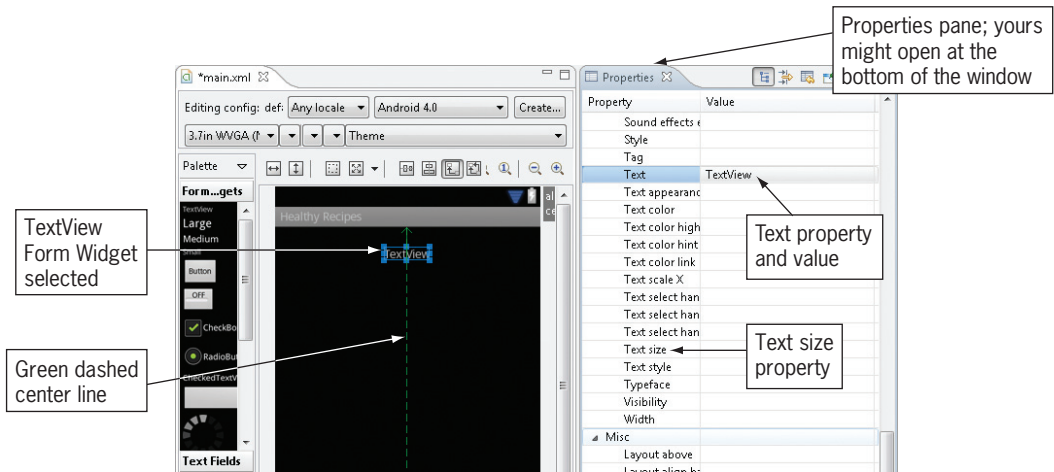 Properties pane; yours
might open at the
bottom of the window
*main.xml
Editing config: def: Any locale Android 4.0 Create...
3.7in WVGA (N Theme
Palette
Form...gets
TextView
Large
Medium
Small
Button
OFF
CheckBo
RadioBut
CheckedTextV
Text Fields
Healthy Recipes
TextView
al
ce
TextView
Form Widget
selected
Green dashed
center line
Properties
Property Value
Sound effects e
Style
Tag
Text TextView
Text appearanc
Text color
Text color high
Text color hint
Text color link
Text scale X
Text select han
Text select han
Text select han
Text size
Text style
Typeface
Visibility
Width
Misc
Layout above
Layout align ba
Text property
and value
Text size
property